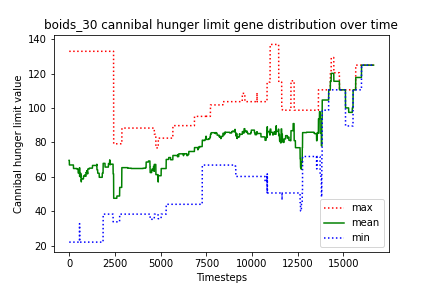 boids_30 cannibal hunger limit gene distribution over time
Cannibal hunger limit value
140
120
100
80
60
40
20
0
2500
5000
7500
10000
12500
15000
Timesteps
max
mean
min